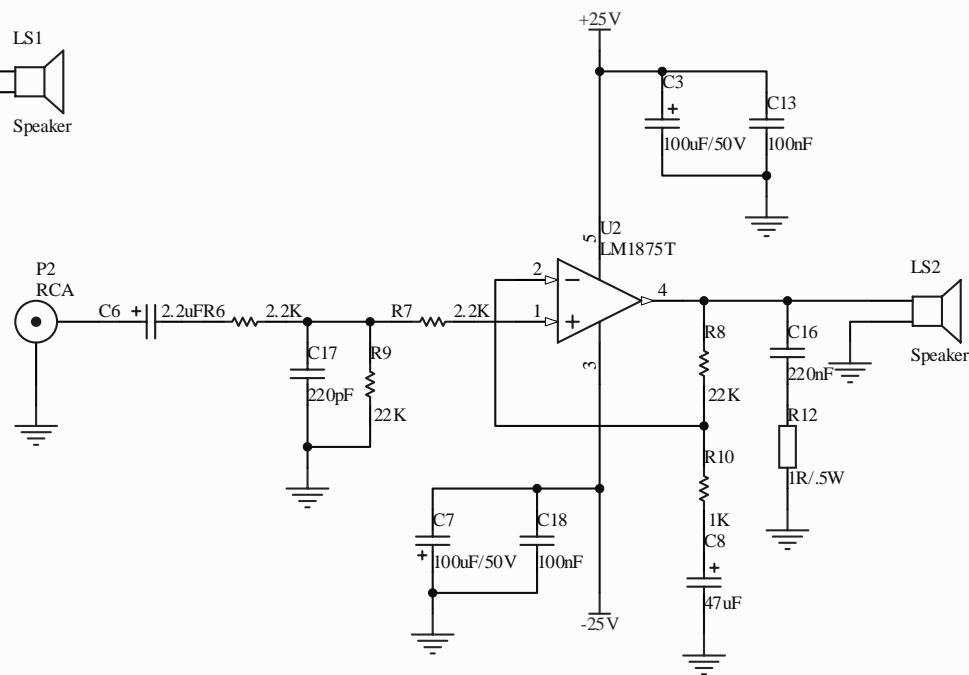 +25V
LS1
Speaker
C3
+
100uF/50V
C13
100nF
U2
LM1875T
5
2
1
4
3
P2
RCA
C6
+
2.2uF
R6
2.2K
R7
2.2K
C17
220pF
R9
22K
R8
22K
C16
220nF
LS2
Speaker
R12
1R/.5W
R10
1K
C8
+
47uF
C7
+
100uF/50V
C18
100nF
-25V